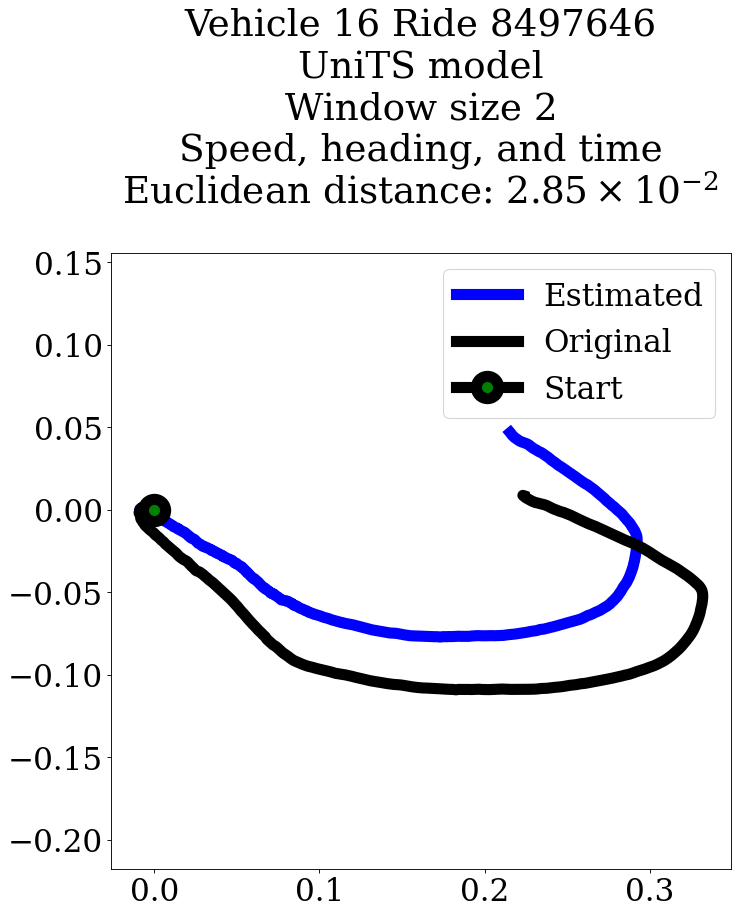 Vehicle 16 Ride 8497646
UniTS model
Window size 2
Speed, heading, and time
Euclidean distance: 2.85 × 10⁻²
Estimated
Original
Start
0.15
0.10
0.05
0.00
−0.05
−0.10
−0.15
−0.20
0.0 0.1 0.2 0.3